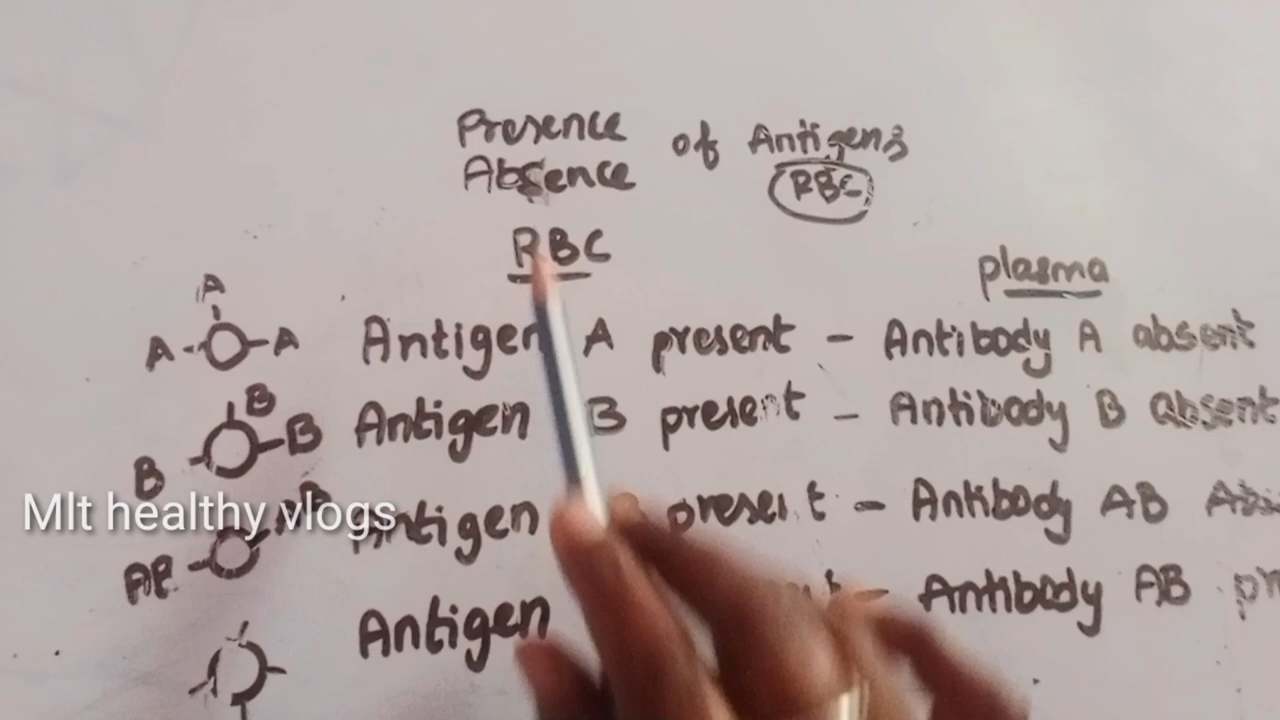 Presence
Absence
of Antigens
RBC
RBC
plasma
A
A A
Antigen A present - Antibody A absent
B
B B
Antigen B present - Antibody B absent
Mlt healthy vlogs
Antigen present - Antibody AB
AB
Antigen - Antibody AB